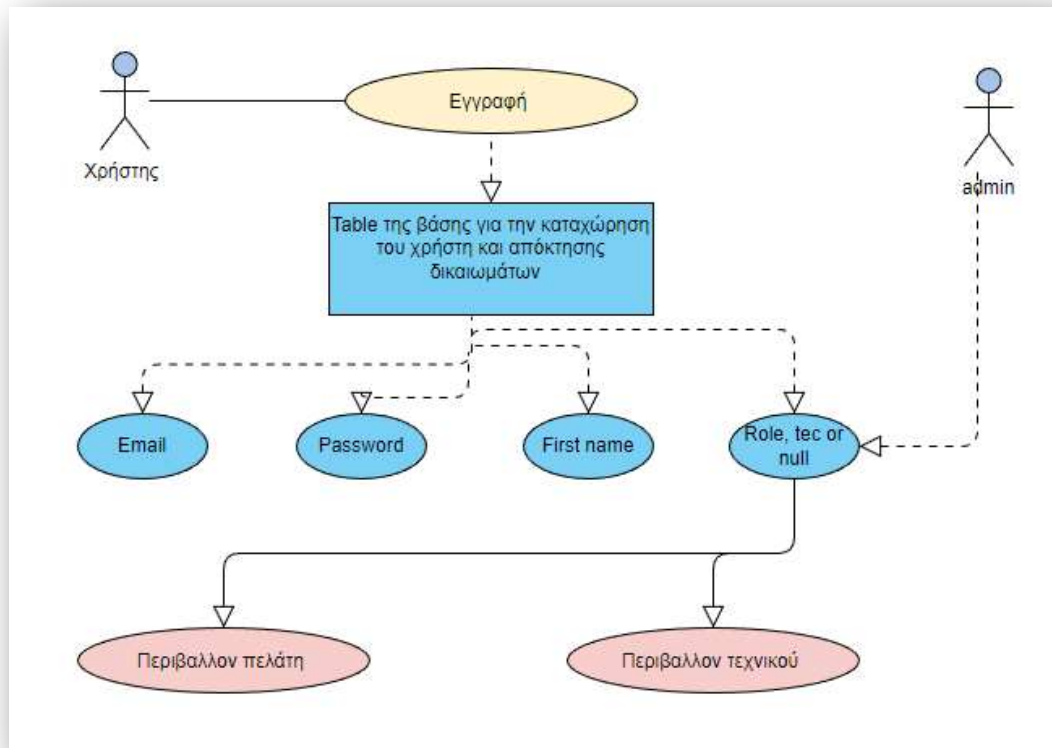 Εγγραφή
Χρήστης
admin
Table της βάσης για την καταχώρηση
του χρήστη και απόκτησης
δικαιωμάτων
Email
Password
First name
Role, tec or
null
Περιβαλλον πελάτη
Περιβαλλον τεχνικού